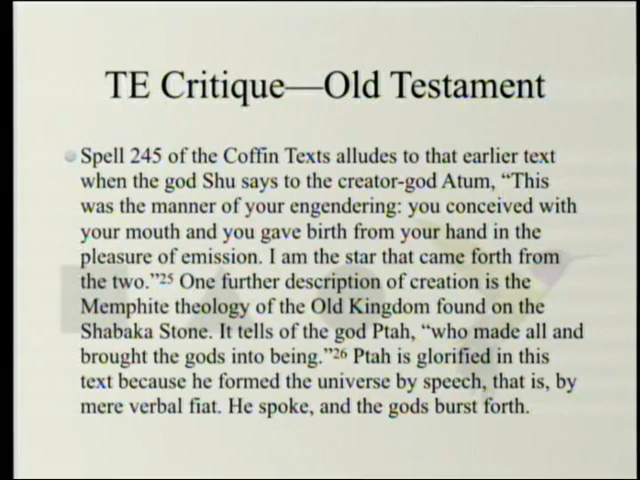 TE Critique—Old Testament
Spell 245 of the Coffin Texts alludes to that earlier text
when the god Shu says to the creator-god Atum, “This
was the manner of your engendering: you conceived with
your mouth and you gave birth from your hand in the
pleasure of emission. I am the star that came forth from
the two.”25 One further description of creation is the
Memphite theology of the Old Kingdom found on the
Shabaka Stone. It tells of the god Ptah, “who made all and
brought the gods into being.”26 Ptah is glorified in this
text because he formed the universe by speech, that is, by
mere verbal fiat. He spoke, and the gods burst forth.